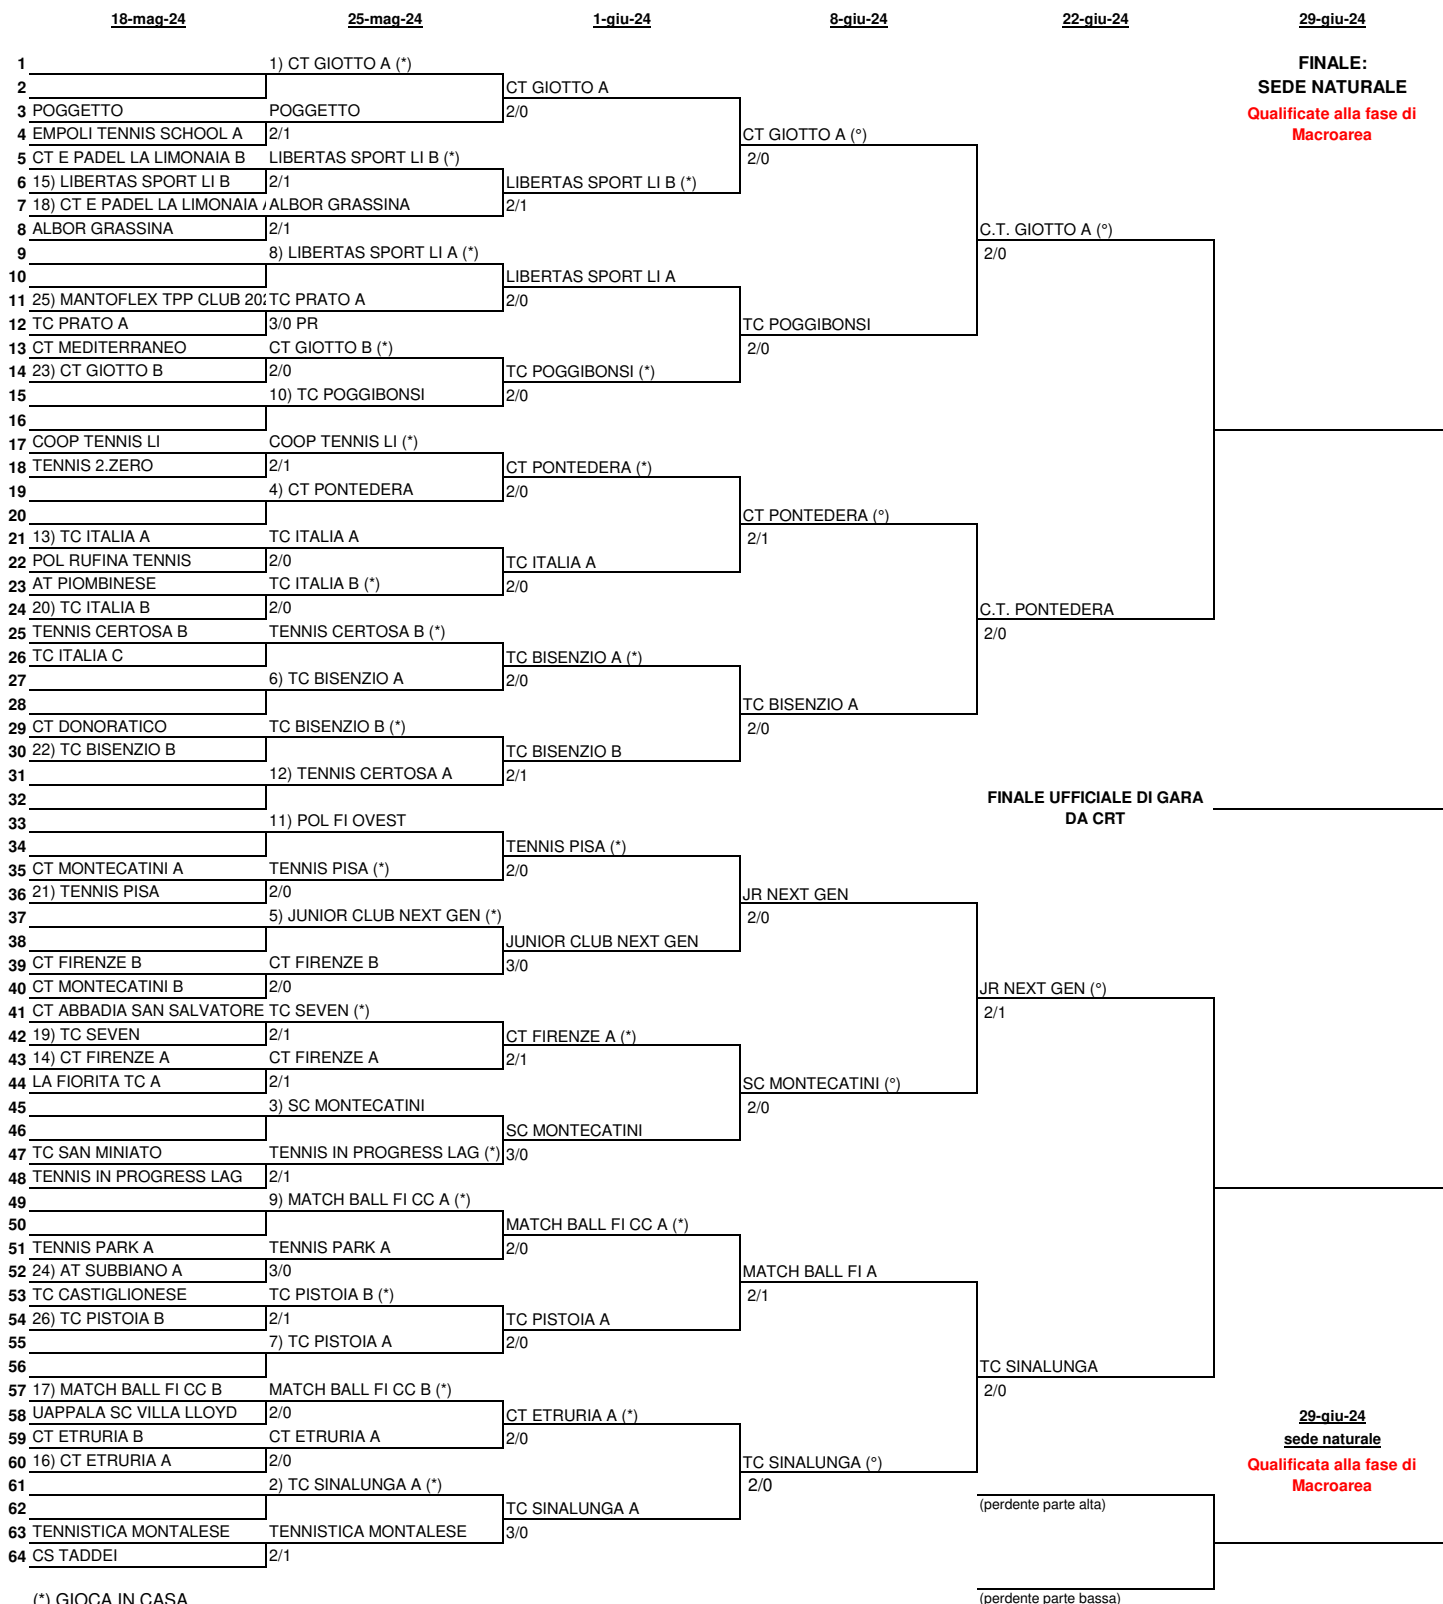 18-mag-24 25-mag-24 1-giu-24 8-giu-24 22-giu-24 29-giu-24
1 1) CT GIOTTO A (*) FINALE:
2 CT GIOTTO A SEDE NATURALE
3 POGGETTO POGGETTO 2/0 Qualificate alla fase di
4 EMPOLI TENNIS SCHOOL A 2/1 CT GIOTTO A (°) Macroarea
5 CT E PADEL LA LIMONAIA B LIBERTAS SPORT LI B (*) 2/0
6 15) LIBERTAS SPORT LI B 2/1 LIBERTAS SPORT LI B (*)
7 18) CT E PADEL LA LIMONAIA ALBOR GRASSINA 2/1
8 ALBOR GRASSINA 2/1 C.T. GIOTTO A (°)
9 8) LIBERTAS SPORT LI A (*) 2/0
10 LIBERTAS SPORT LI A
11 25) MANTOFLEX TPP CLUB 202 TC PRATO A 2/0
12 TC PRATO A 3/0 PR TC POGGIBONSI
13 CT MEDITERRANEO CT GIOTTO B (*) 2/0
14 23) CT GIOTTO B 2/0 TC POGGIBONSI (*)
15 10) TC POGGIBONSI 2/0
16
17 COOP TENNIS LI COOP TENNIS LI (*)
18 TENNIS 2.ZERO 2/1 CT PONTEDERA (*)
19 4) CT PONTEDERA 2/0
20 CT PONTEDERA (°)
21 13) TC ITALIA A TC ITALIA A 2/1
22 POL RUFINA TENNIS 2/0 TC ITALIA A
23 AT PIOMBINESE TC ITALIA B (*) 2/0
24 20) TC ITALIA B 2/0 C.T. PONTEDERA
25 TENNIS CERTOSA B TENNIS CERTOSA B (*) 2/0
26 TC ITALIA C TC BISENZIO A (*)
27 6) TC BISENZIO A 2/0
28 TC BISENZIO A
29 CT DONORATICO TC BISENZIO B (*) 2/0
30 22) TC BISENZIO B TC BISENZIO B
31 12) TENNIS CERTOSA A 2/1
32 FINALE UFFICIALE DI GARA
33 11) POL FI OVEST DA CRT
34 TENNIS PISA (*)
35 CT MONTECATINI A TENNIS PISA (*) 2/0
36 21) TENNIS PISA 2/0 JR NEXT GEN
37 5) JUNIOR CLUB NEXT GEN (*) 2/0
38 JUNIOR CLUB NEXT GEN
39 CT FIRENZE B CT FIRENZE B 3/0
40 CT MONTECATINI B 2/0 JR NEXT GEN (°)
41 CT ABBADIA SAN SALVATORE TC SEVEN (*) 2/1
42 19) TC SEVEN 2/1 CT FIRENZE A (*)
43 14) CT FIRENZE A CT FIRENZE A 2/1
44 LA FIORITA TC A 2/1 SC MONTECATINI (°)
45 3) SC MONTECATINI 2/0
46 SC MONTECATINI
47 TC SAN MINIATO TENNIS IN PROGRESS LAG (*) 3/0
48 TENNIS IN PROGRESS LAG 2/1
49 9) MATCH BALL FI CC A (*)
50 MATCH BALL FI CC A (*)
51 TENNIS PARK A TENNIS PARK A 2/0
52 24) AT SUBBIANO A 3/0 MATCH BALL FI A
53 TC CASTIGLIONESE TC PISTOIA B (*) 2/1
54 26) TC PISTOIA B 2/1 TC PISTOIA A
55 7) TC PISTOIA A 2/0
56 TC SINALUNGA
57 17) MATCH BALL FI CC B MATCH BALL FI CC B (*) 2/0
58 UAPPALA SC VILLA LLOYD 2/0 CT ETRURIA A (*) 29-giu-24
59 CT ETRURIA B CT ETRURIA A 2/0 sede naturale
60 16) CT ETRURIA A 2/0 TC SINALUNGA (°) Qualificata alla fase di
61 2) TC SINALUNGA A (*) 2/0 Macroarea
62 TC SINALUNGA A (perdente parte alta)
63 TENNISTICA MONTALESE TENNISTICA MONTALESE 3/0
64 CS TADDEI 2/1
(*) GIOCA IN CASA (perdente parte bassa)